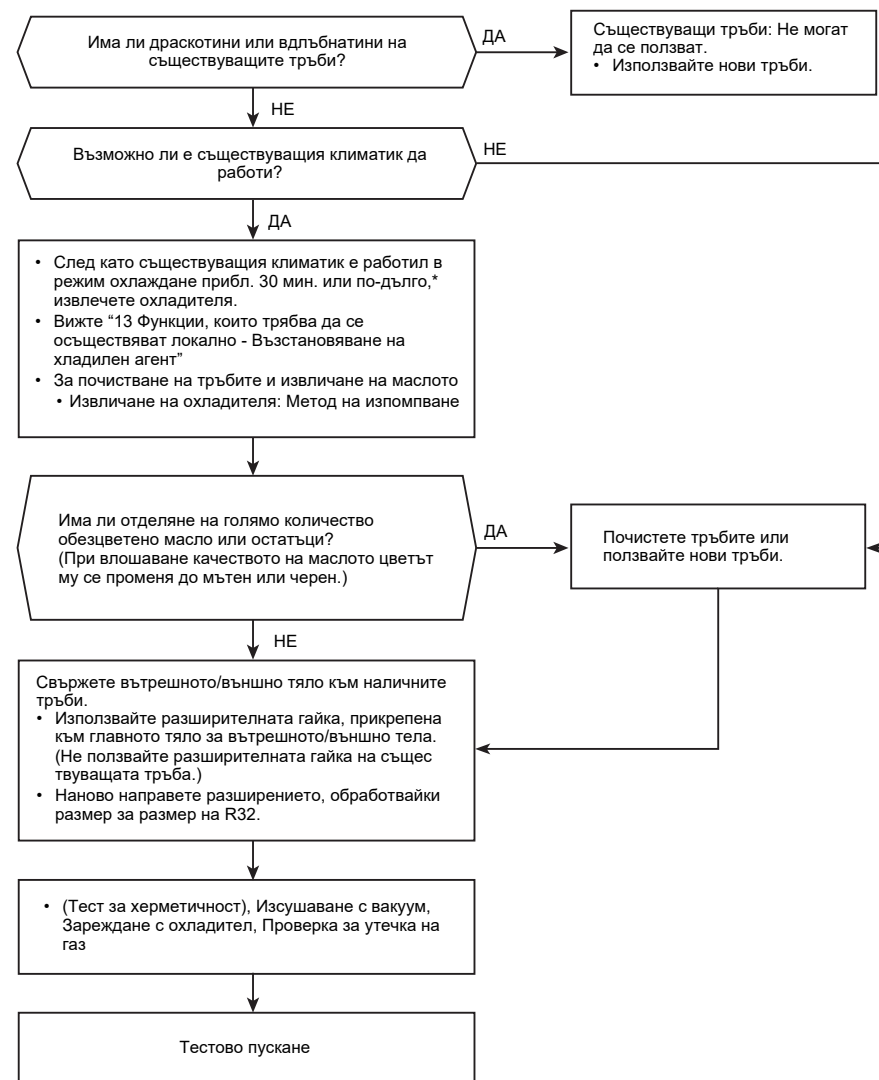 Има ли драскотини или вдлъбнатини на
съществуващите тръби?
ДА
Съществуващи тръби: Не могат
да се ползват.
• Използвайте нови тръби.
НЕ
Възможно ли е съществуващия климатик да
работи?
НЕ
ДА
• След като съществуващия климатик е работил в
режим охлаждане прибл. 30 мин. или по-дълго,*
извлечете охладителя.
• Вижте “13 Функции, които трябва да се
осъществяват локално - Възстановяване на
хладилен агент”
• За почистване на тръбите и извличане на маслото
• Извличане на охладителя: Метод на изпомпване
Има ли отделяне на голямо количество
обезцветено масло или остатъци?
(При влошаване качеството на маслото цветът
му се променя до мътен или черен.)
ДА
Почистете тръбите или
ползвайте нови тръби.
НЕ
Свържете вътрешното/външно тяло към наличните
тръби.
• Използвайте разширителната гайка, прикрепена
към главното тяло за вътрешното/външно тела.
(Не ползвайте разширителната гайка на същес
твуващата тръба.)
• Наново направете разширението, обработвайки
размер за размер на R32.
• (Тест за херметичност), Изсушаване с вакуум,
Зареждане с охладител, Проверка за утечка на
газ
Тестово пускане